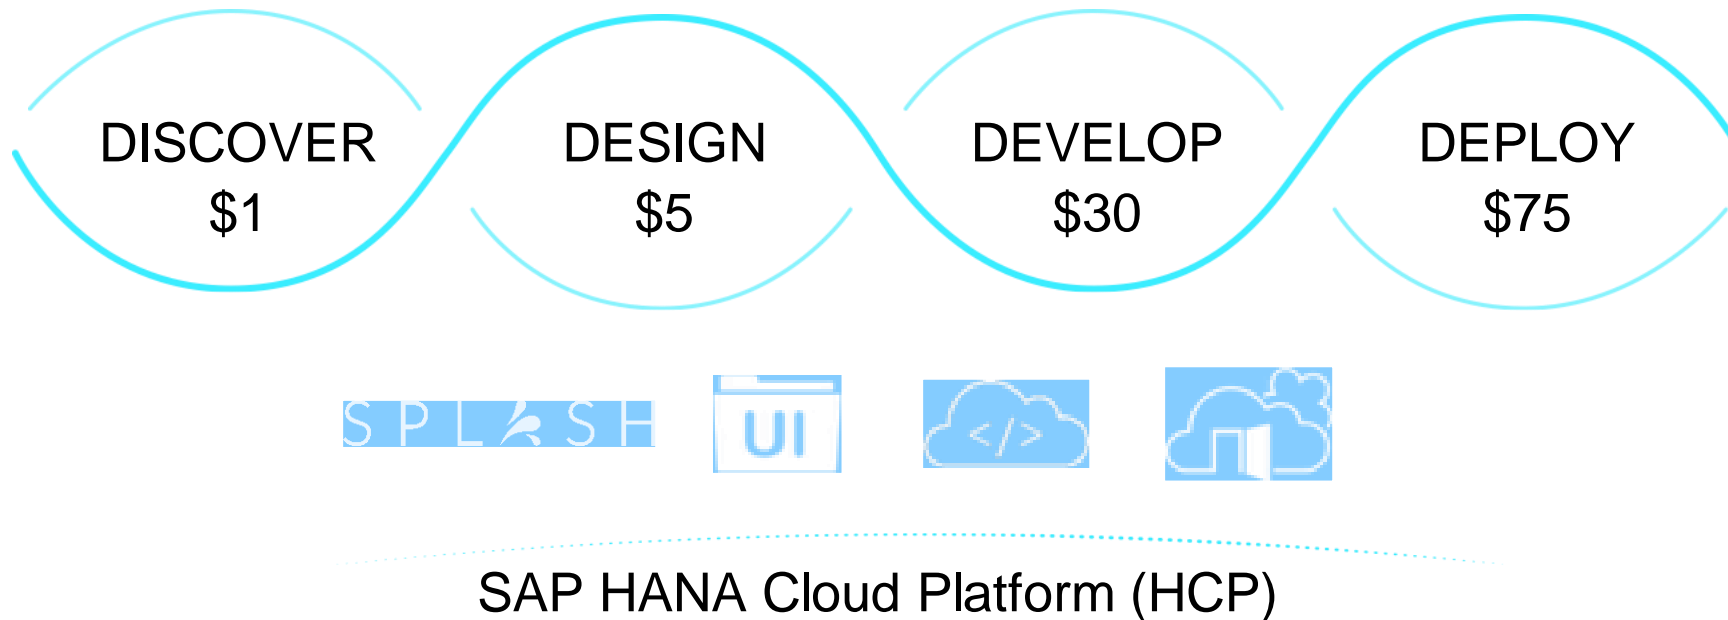 DISCOVER
$1
DESIGN
$5
DEVELOP
$30
DEPLOY
$75
SPLASH
UI
</>
SAP HANA Cloud Platform (HCP)